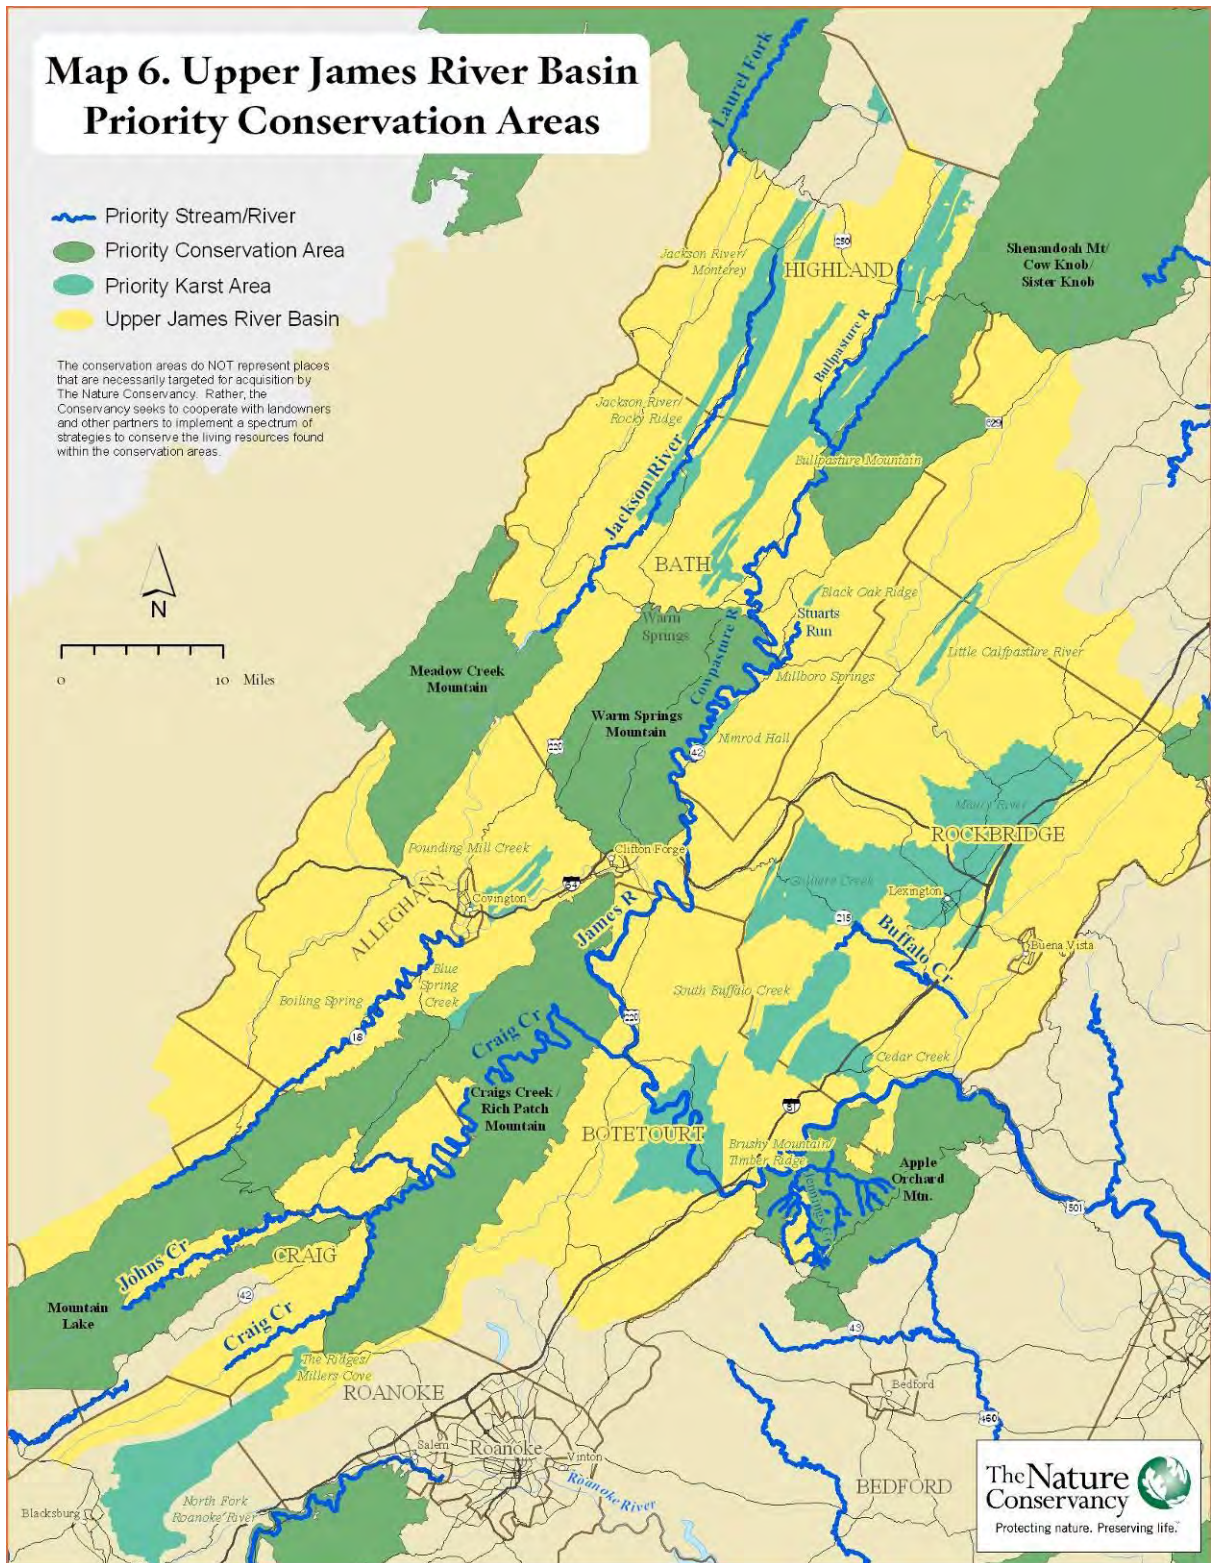 Map 6. Upper James River Basin
Priority Conservation Areas
Priority Stream/River
Priority Conservation Area
Priority Karst Area
Upper James River Basin
The conservation areas do NOT represent places
that are necessarily targeted for acquisition by
The Nature Conservancy. Rather, the
Conservancy seeks to cooperate with landowners
and other partners to implement a spectrum of
strategies to conserve the living resources found
within the conservation areas.
N
0 10 Miles
Laurel Fork
250
Jackson River/
Monterey
HIGHLAND
Shenandoah Mt/
Cow Knob/
Sister Knob
Bullpasture R
Jackson River/
Rocky Ridge
629
Jackson River
Bullpasture Mountain
BATH
Black Oak Ridge
Warm
Springs
Stuarts
Run
Cowpasture R
Little Calfpasture River
Meadow Creek
Mountain
Millboro Springs
Warm Springs
Mountain
220
42
Nimrod Hall
Maury River
ROCKBRIDGE
Pounding Mill Creek
Clifton Forge
64
Covington
ALLEGHANY
Colliers Creek
Lexington
James R
215
Buffalo Cr
Buena Vista
Blue
Spring
Creek
Boiling Spring
South Buffalo Creek
18
220
Craig Cr
Cedar Creek
Craigs Creek/
Rich Patch
Mountain
81
BOTETOURT
Brushy Mountain/
Timber Ridge
Apple
Orchard
Mtn.
Jennings Cr
501
Johns Cr
CRAIG
42
Mountain
Lake
Craig Cr
43
The Ridges/
Millers Cove
ROANOKE
Bedford
460
Salem
Roanoke
Vinton
Roanoke River
BEDFORD
Blacksburg
North Fork
Roanoke River
The Nature
Conservancy
Protecting nature. Preserving life.™